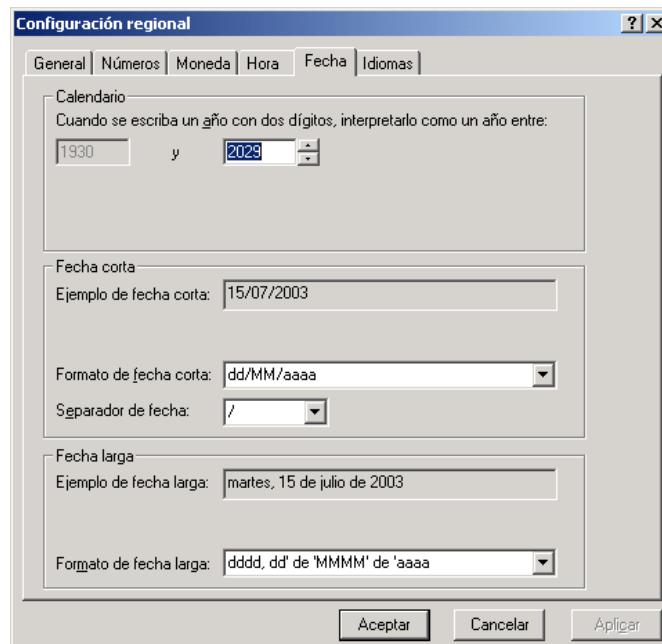 Configuración regional
General Números Moneda Hora Fecha Idiomas
Calendario
Cuando se escriba un año con dos dígitos, interpretarlo como un año entre:
1930 y 2029
Fecha corta
Ejemplo de fecha corta: 15/07/2003
Formato de fecha corta: dd/MM/aaaa
Separador de fecha: /
Fecha larga
Ejemplo de fecha larga: martes, 15 de julio de 2003
Formato de fecha larga: dddd, dd' de 'MMMM' de 'aaaa
Aceptar Cancelar Aplicar